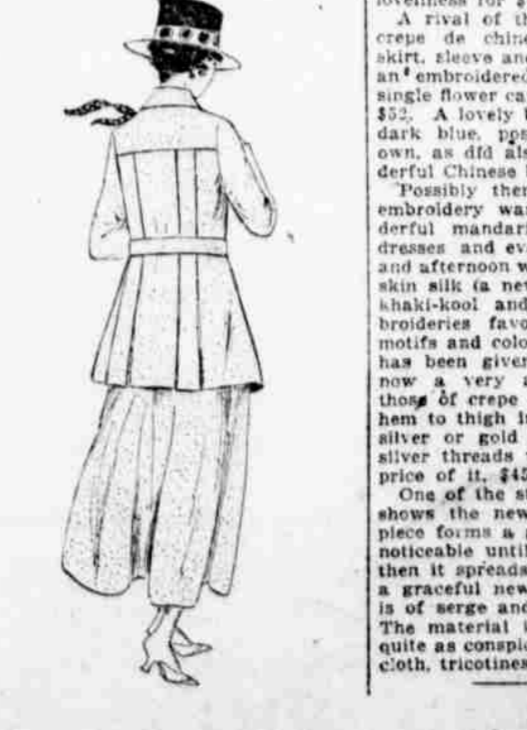 loveliness for $
A rival of th
crepe de chine
skirt, sleeve and
an embroidered
single flower ca
$52. A lovely
dark blue, pos
own, as did als
derful Chinese
Possibly ther
embroidery wa
derful mandari
dresses and ev
and afternoon w
skin silk (a ne
khaki-kool and
broideries favo
motifs and colo
has been given
now a very a
those of crepe
hem to thigh i
silver or gold
silver threads
price of it, $45
One of the s
shows the new
piece forms a
noticeable until
then it spreads
a graceful new
is of serge and
The material
quite as conspic
cloth, tricotines